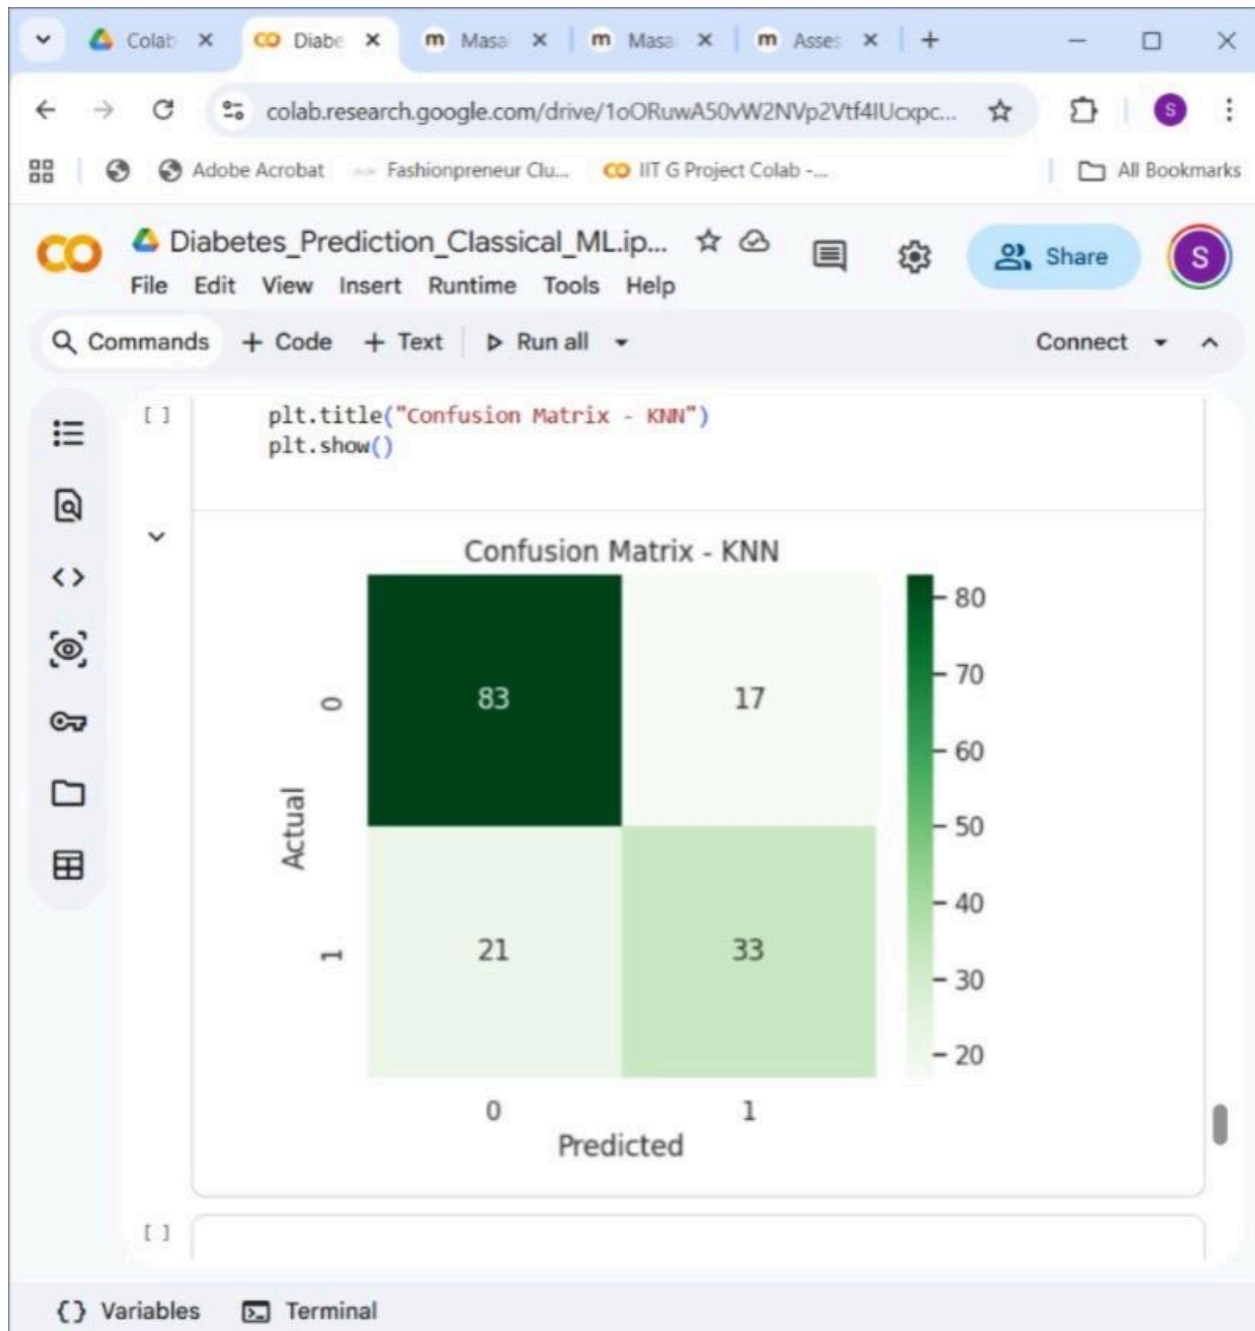 Colab Diabe Masai Masai Asses
colab.research.google.com/drive/1oORuwA50vW2NVp2Vtf4IUcxpc...
Adobe Acrobat Fashionpreneur Clu... IIT G Project Colab -... All Bookmarks
Diabetes_Prediction_Classical_ML.ip... Share S
File Edit View Insert Runtime Tools Help
Commands + Code + Text Run all Connect
[ ] plt.title("Confusion Matrix - KNN")
plt.show()
Confusion Matrix - KNN
80
70
60
50
40
30
20
0 83 17
Actual
1 21 33
0 1
Predicted
[ ]
{} Variables Terminal